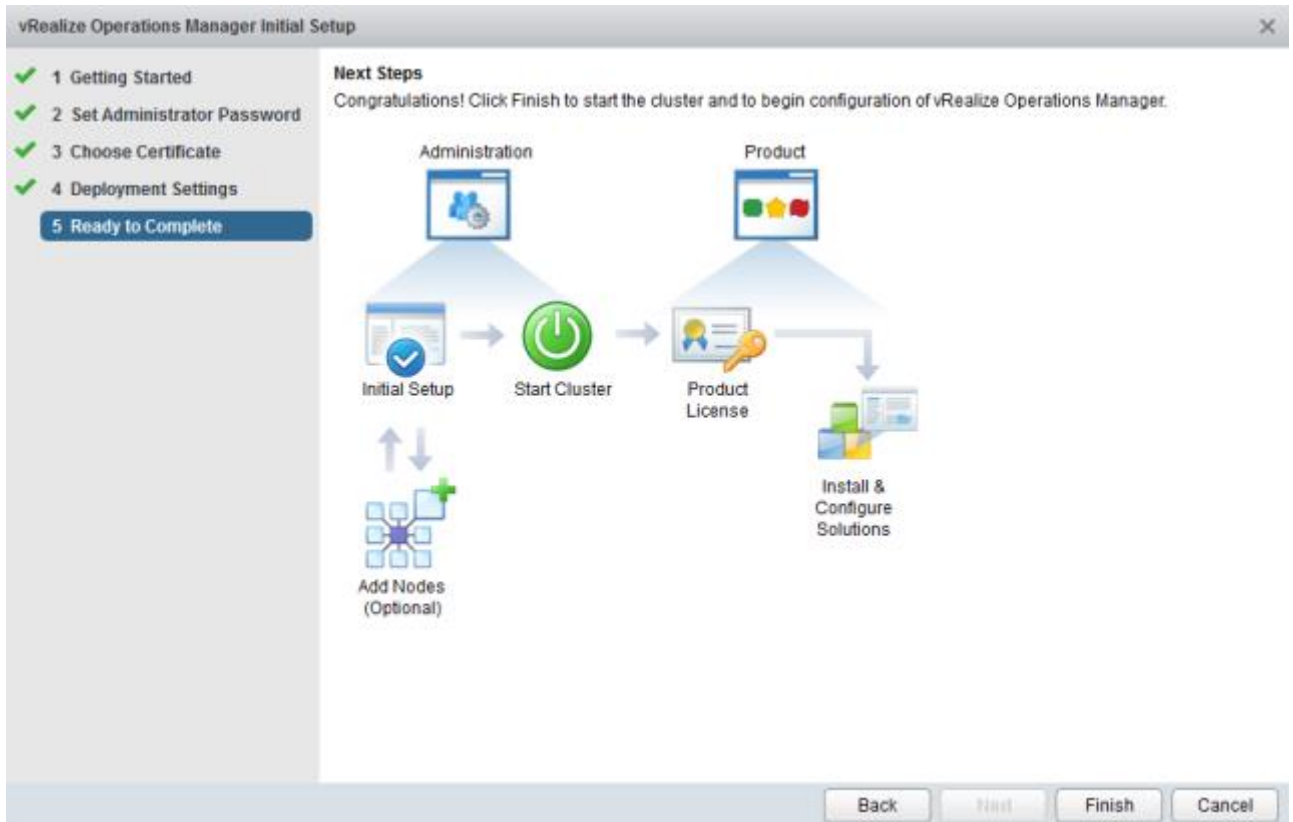 vRealize Operations Manager Initial Setup
1 Getting Started
2 Set Administrator Password
3 Choose Certificate
4 Deployment Settings
5 Ready to Complete
Next Steps
Congratulations! Click Finish to start the cluster and to begin configuration of vRealize Operations Manager.
Administration
Product
Initial Setup
Start Cluster
Product
License
Install &
Configure
Solutions
Add Nodes
(Optional)
Back
Next
Finish
Cancel